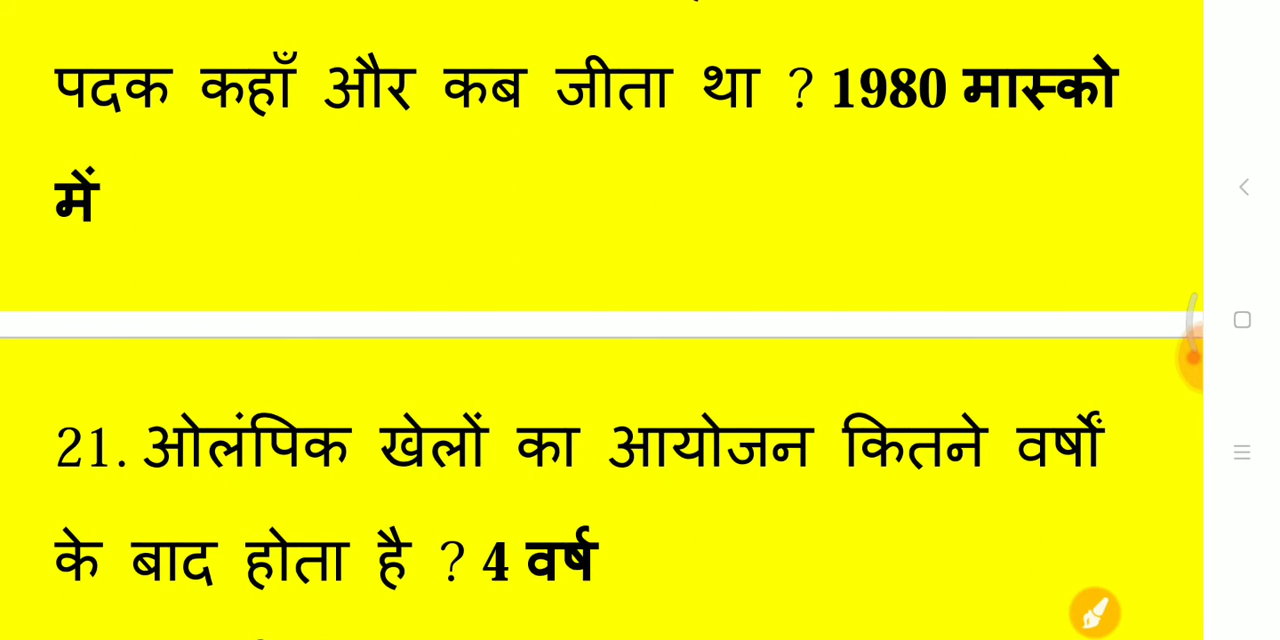 पदक कहाँ और कब जीता था ? 1980 मास्को
में
21. ओलंपिक खेलों का आयोजन कितने वर्षों
के बाद होता है ? 4 वर्ष